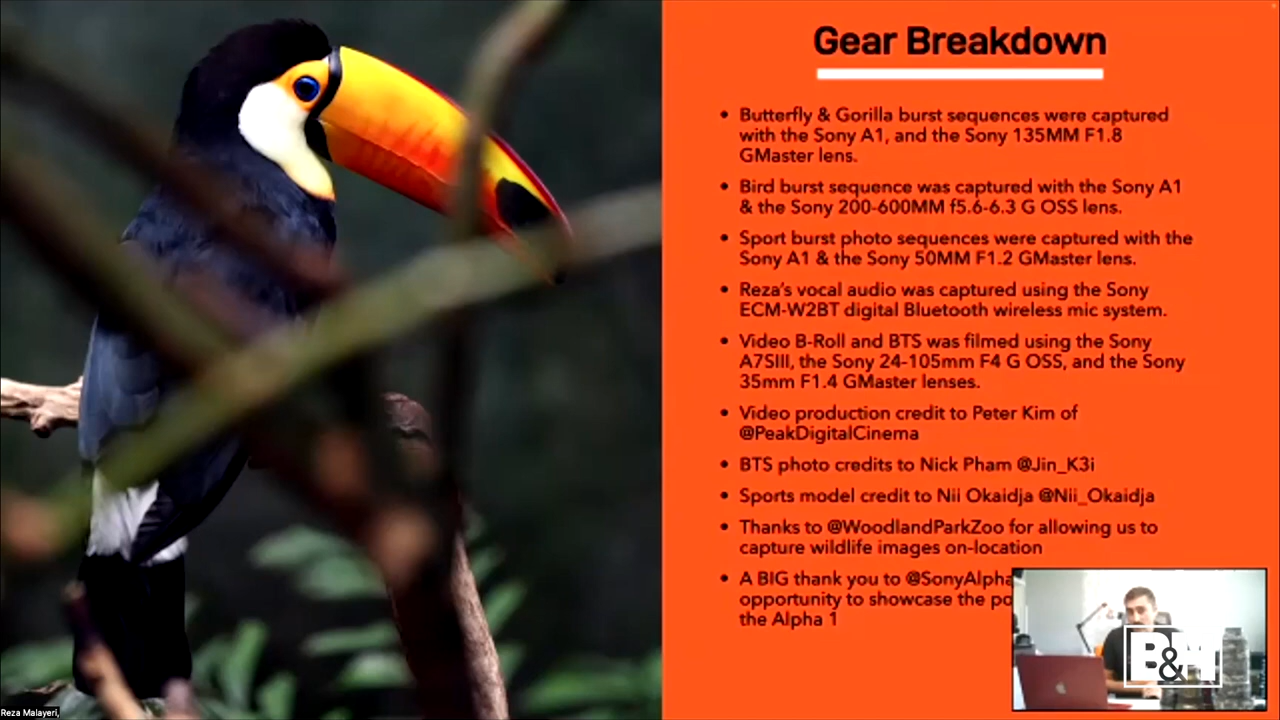 Gear Breakdown
• Butterfly & Gorilla burst sequences were captured
with the Sony A1, and the Sony 135MM F1.8
GMaster lens.
• Bird burst sequence was captured with the Sony A1
& the Sony 200-600MM f5.6-6.3 G OSS lens.
• Sport burst photo sequences were captured with the
Sony A1 & the Sony 50MM F1.2 GMaster lens.
• Reza's vocal audio was captured using the Sony
ECM-W2BT digital Bluetooth wireless mic system.
• Video B-Roll and BTS was filmed using the Sony
A7SIII, the Sony 24-105mm F4 G OSS, and the Sony
35mm F1.4 GMaster lenses.
• Video production credit to Peter Kim of
@PeakDigitalCinema
• BTS photo credits to Nick Pham @Jin_K3i
• Sports model credit to Nii Okaidja @Nii_Okaidja
• Thanks to @WoodlandParkZoo for allowing us to
capture wildlife images on-location
• A BIG thank you to @SonyAlpha
opportunity to showcase the po
the Alpha 1
B&H
Reza Malayeri,